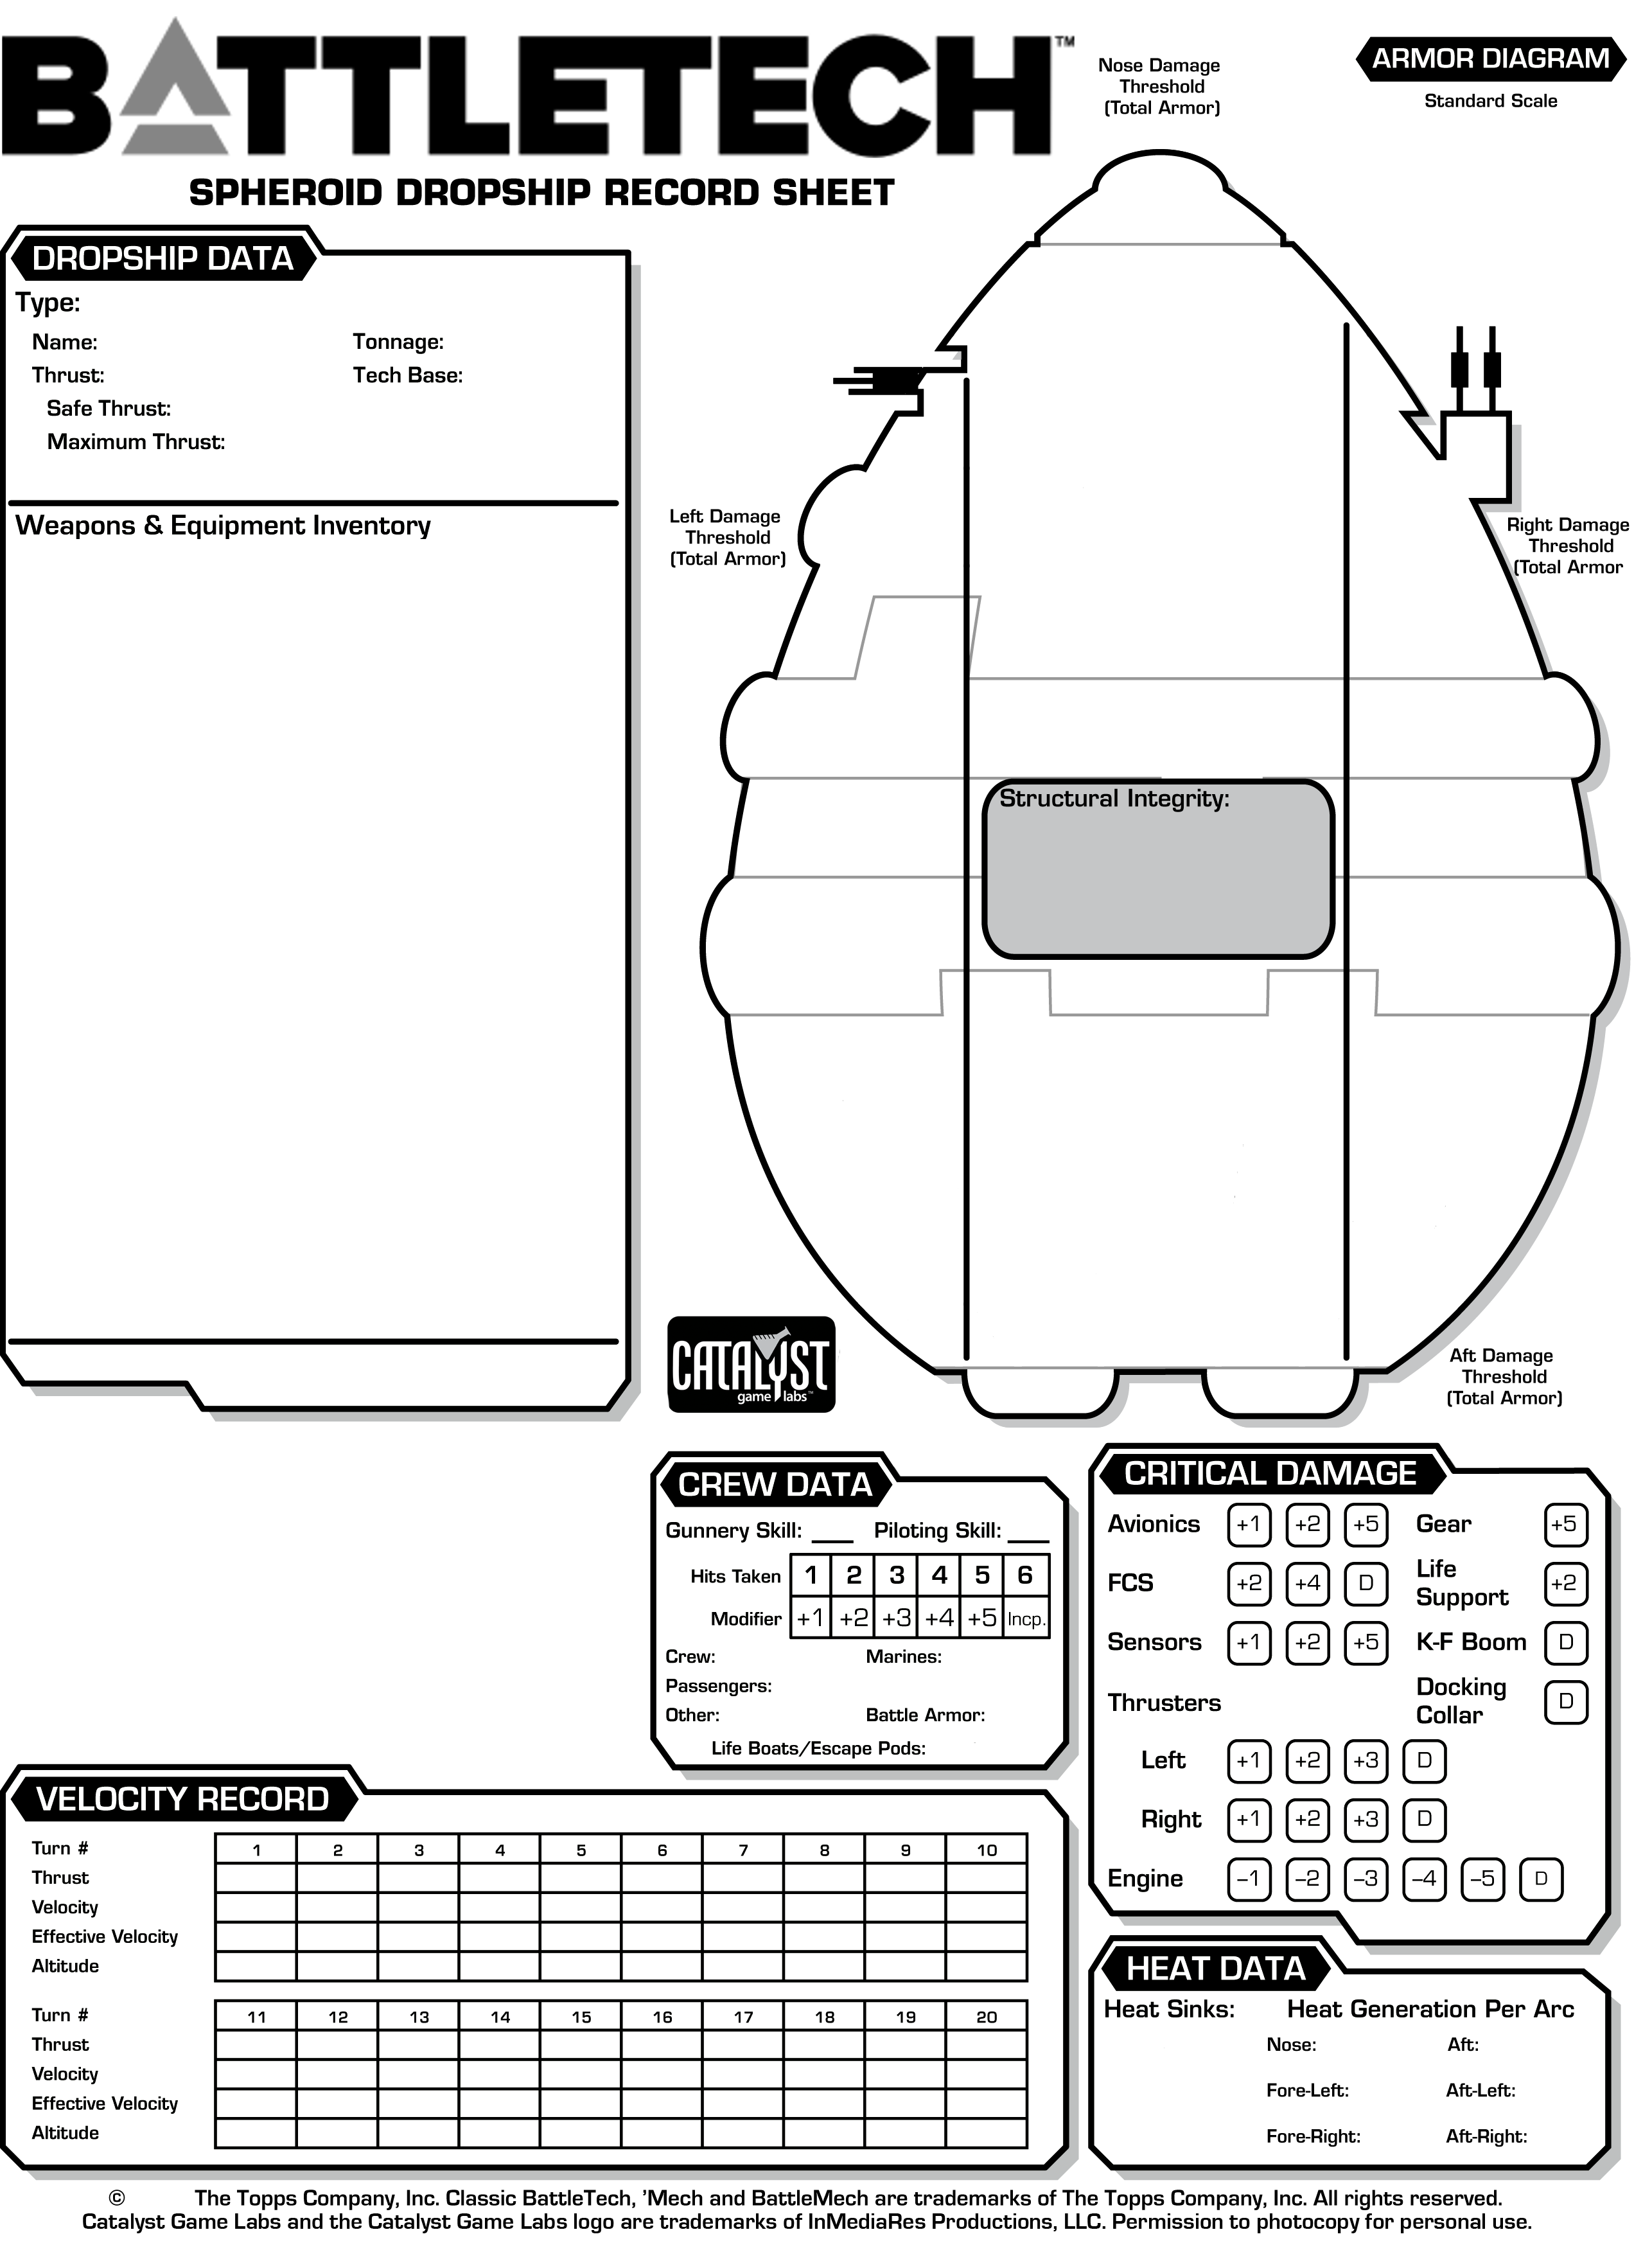 BATTLETECH™
SPHEROID DROPSHIP RECORD SHEET
Nose Damage
Threshold
(Total Armor)
ARMOR DIAGRAM
Standard Scale
DROPSHIP DATA
Type:
Name: Tonnage:
Thrust: Tech Base:
Safe Thrust:
Maximum Thrust:
Weapons & Equipment Inventory
Left Damage
Threshold
(Total Armor)
Right Damage
Threshold
(Total Armor
Structural Integrity:
CATALYST
game labs™
Aft Damage
Threshold
(Total Armor)
CREW DATA
Gunnery Skill: ___ Piloting Skill: ___
Hits Taken 1 2 3 4 5 6
Modifier +1 +2 +3 +4 +5 Incp.
Crew: Marines:
Passengers:
Other: Battle Armor:
Life Boats/Escape Pods:
CRITICAL DAMAGE
Avionics +1 +2 +5 Gear +5
FCS +2 +4 D Life
Support +2
Sensors +1 +2 +5 K-F Boom D
Thrusters Docking
Collar D
Left +1 +2 +3 D
Right +1 +2 +3 D
Engine –1 –2 –3 –4 –5 D
VELOCITY RECORD
Turn # 1 2 3 4 5 6 7 8 9 10
Thrust
Velocity
Effective Velocity
Altitude
Turn # 11 12 13 14 15 16 17 18 19 20
Thrust
Velocity
Effective Velocity
Altitude
HEAT DATA
Heat Sinks: Heat Generation Per Arc
Nose: Aft:
Fore-Left: Aft-Left:
Fore-Right: Aft-Right:
© The Topps Company, Inc. Classic BattleTech, ’Mech and BattleMech are trademarks of The Topps Company, Inc. All rights reserved.
Catalyst Game Labs and the Catalyst Game Labs logo are trademarks of InMediaRes Productions, LLC. Permission to photocopy for personal use.